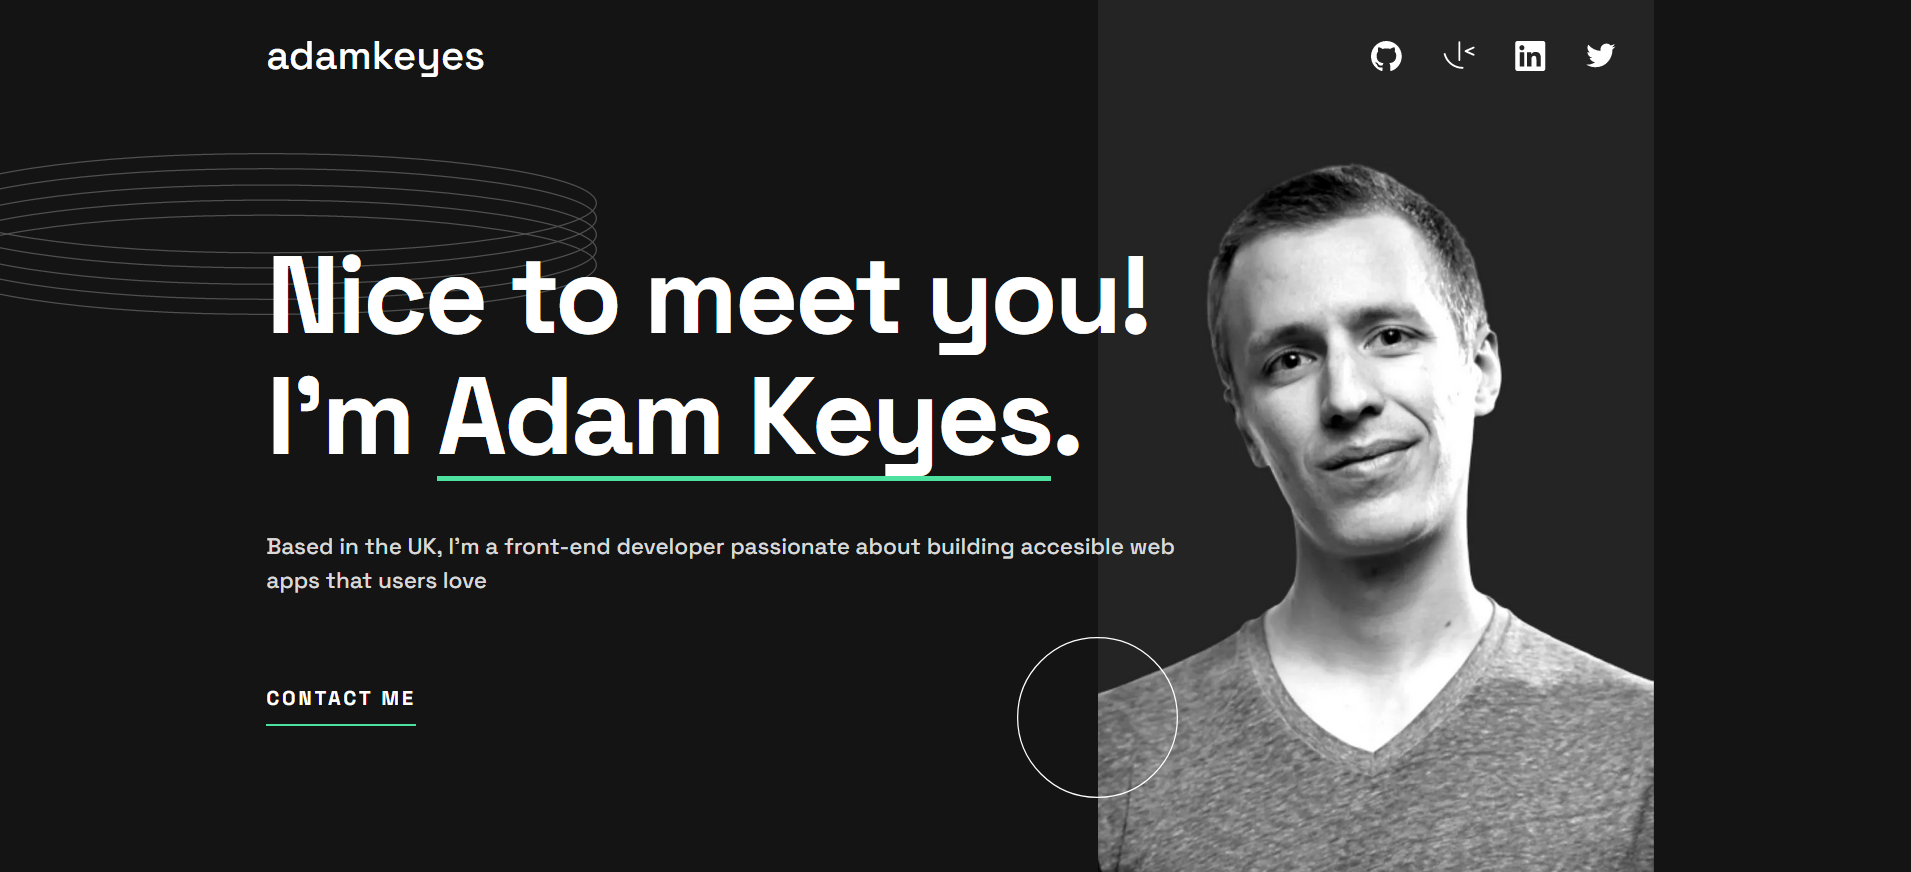 adamkeyes
in
Nice to meet you!
I’m Adam Keyes.
Based in the UK, I’m a front-end developer passionate about building accesible web
apps that users love
CONTACT ME